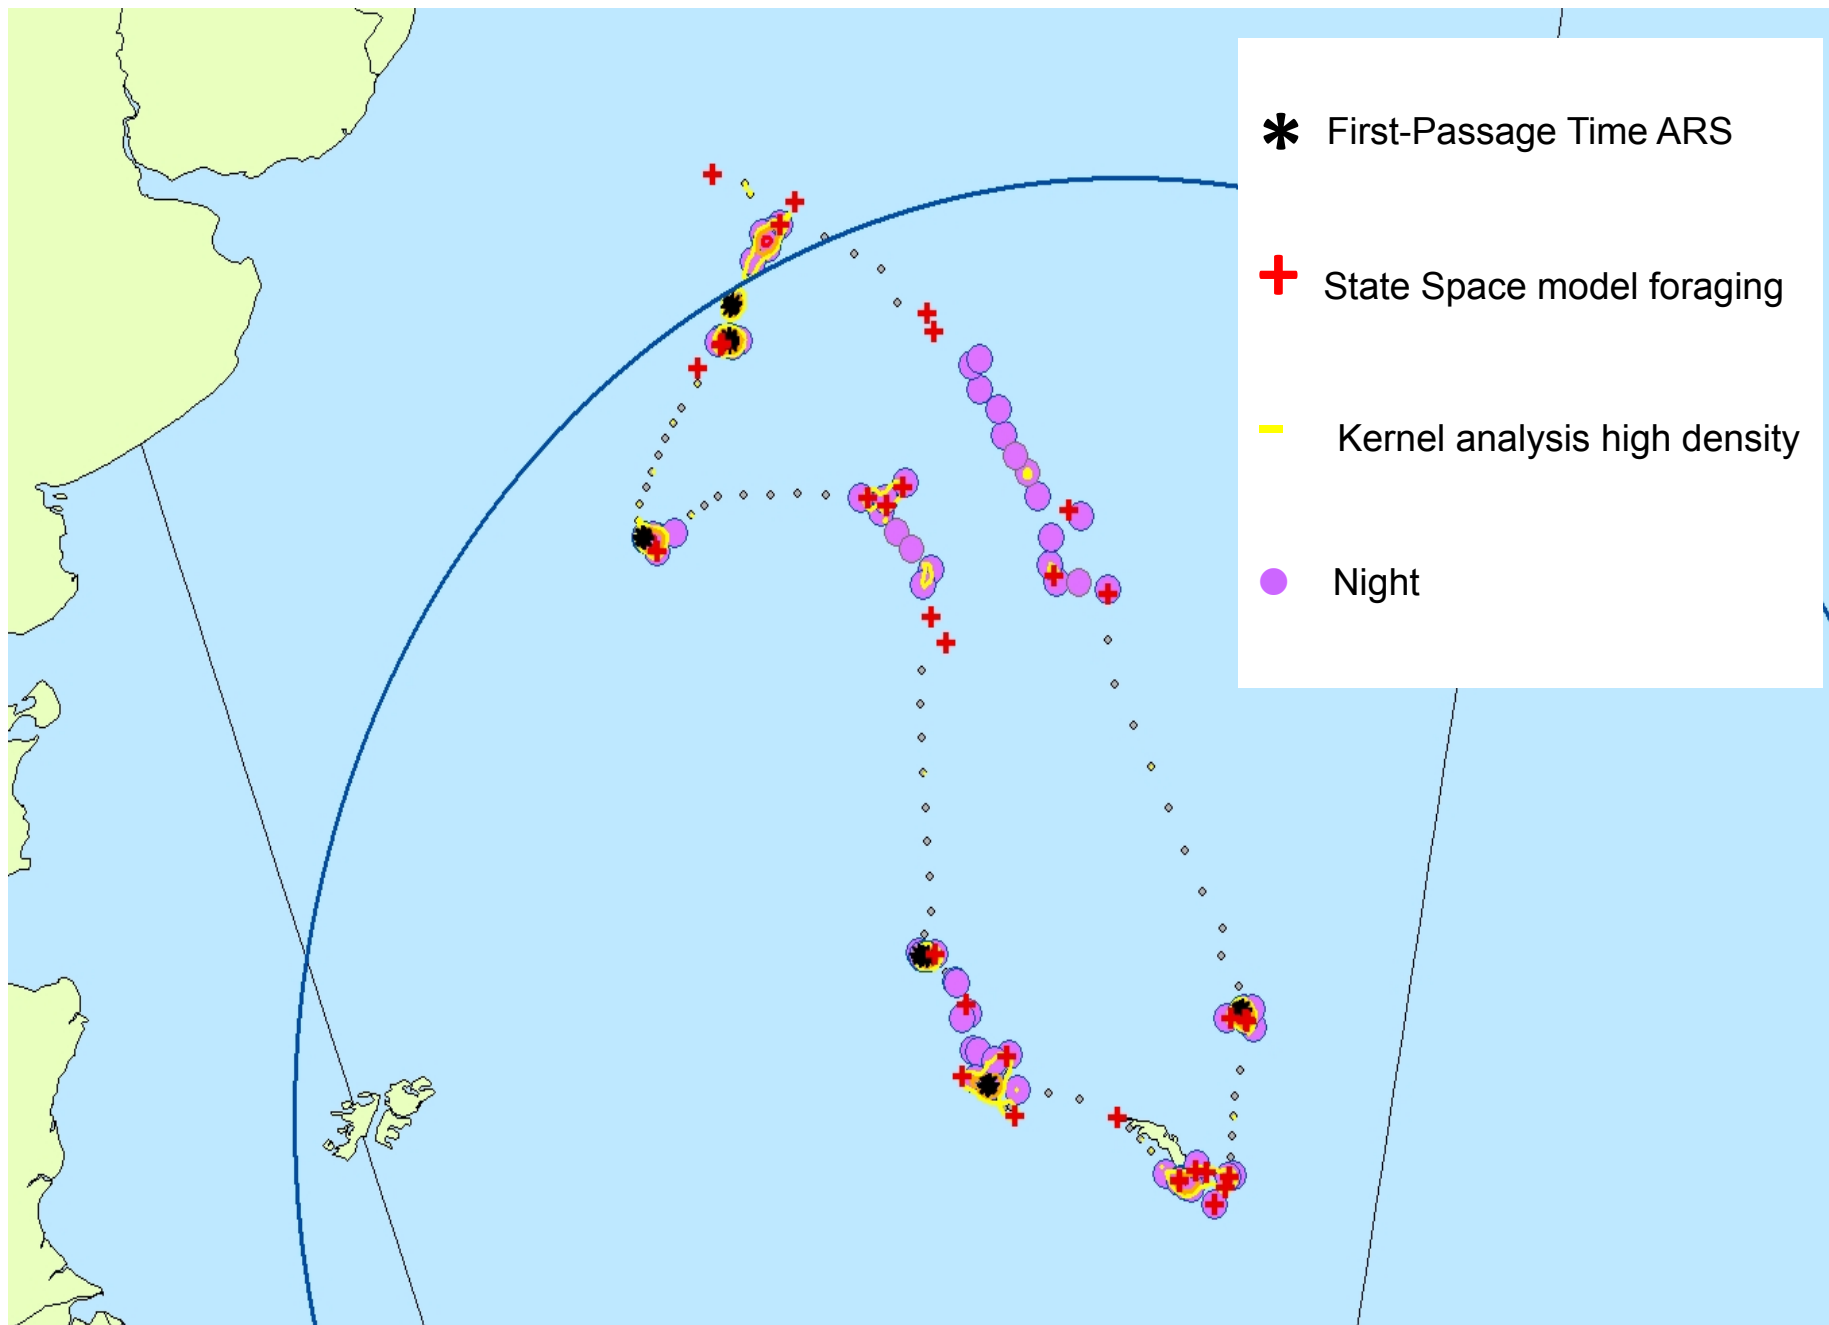 First-Passage Time ARS
State Space model foraging
Kernel analysis high density
Night